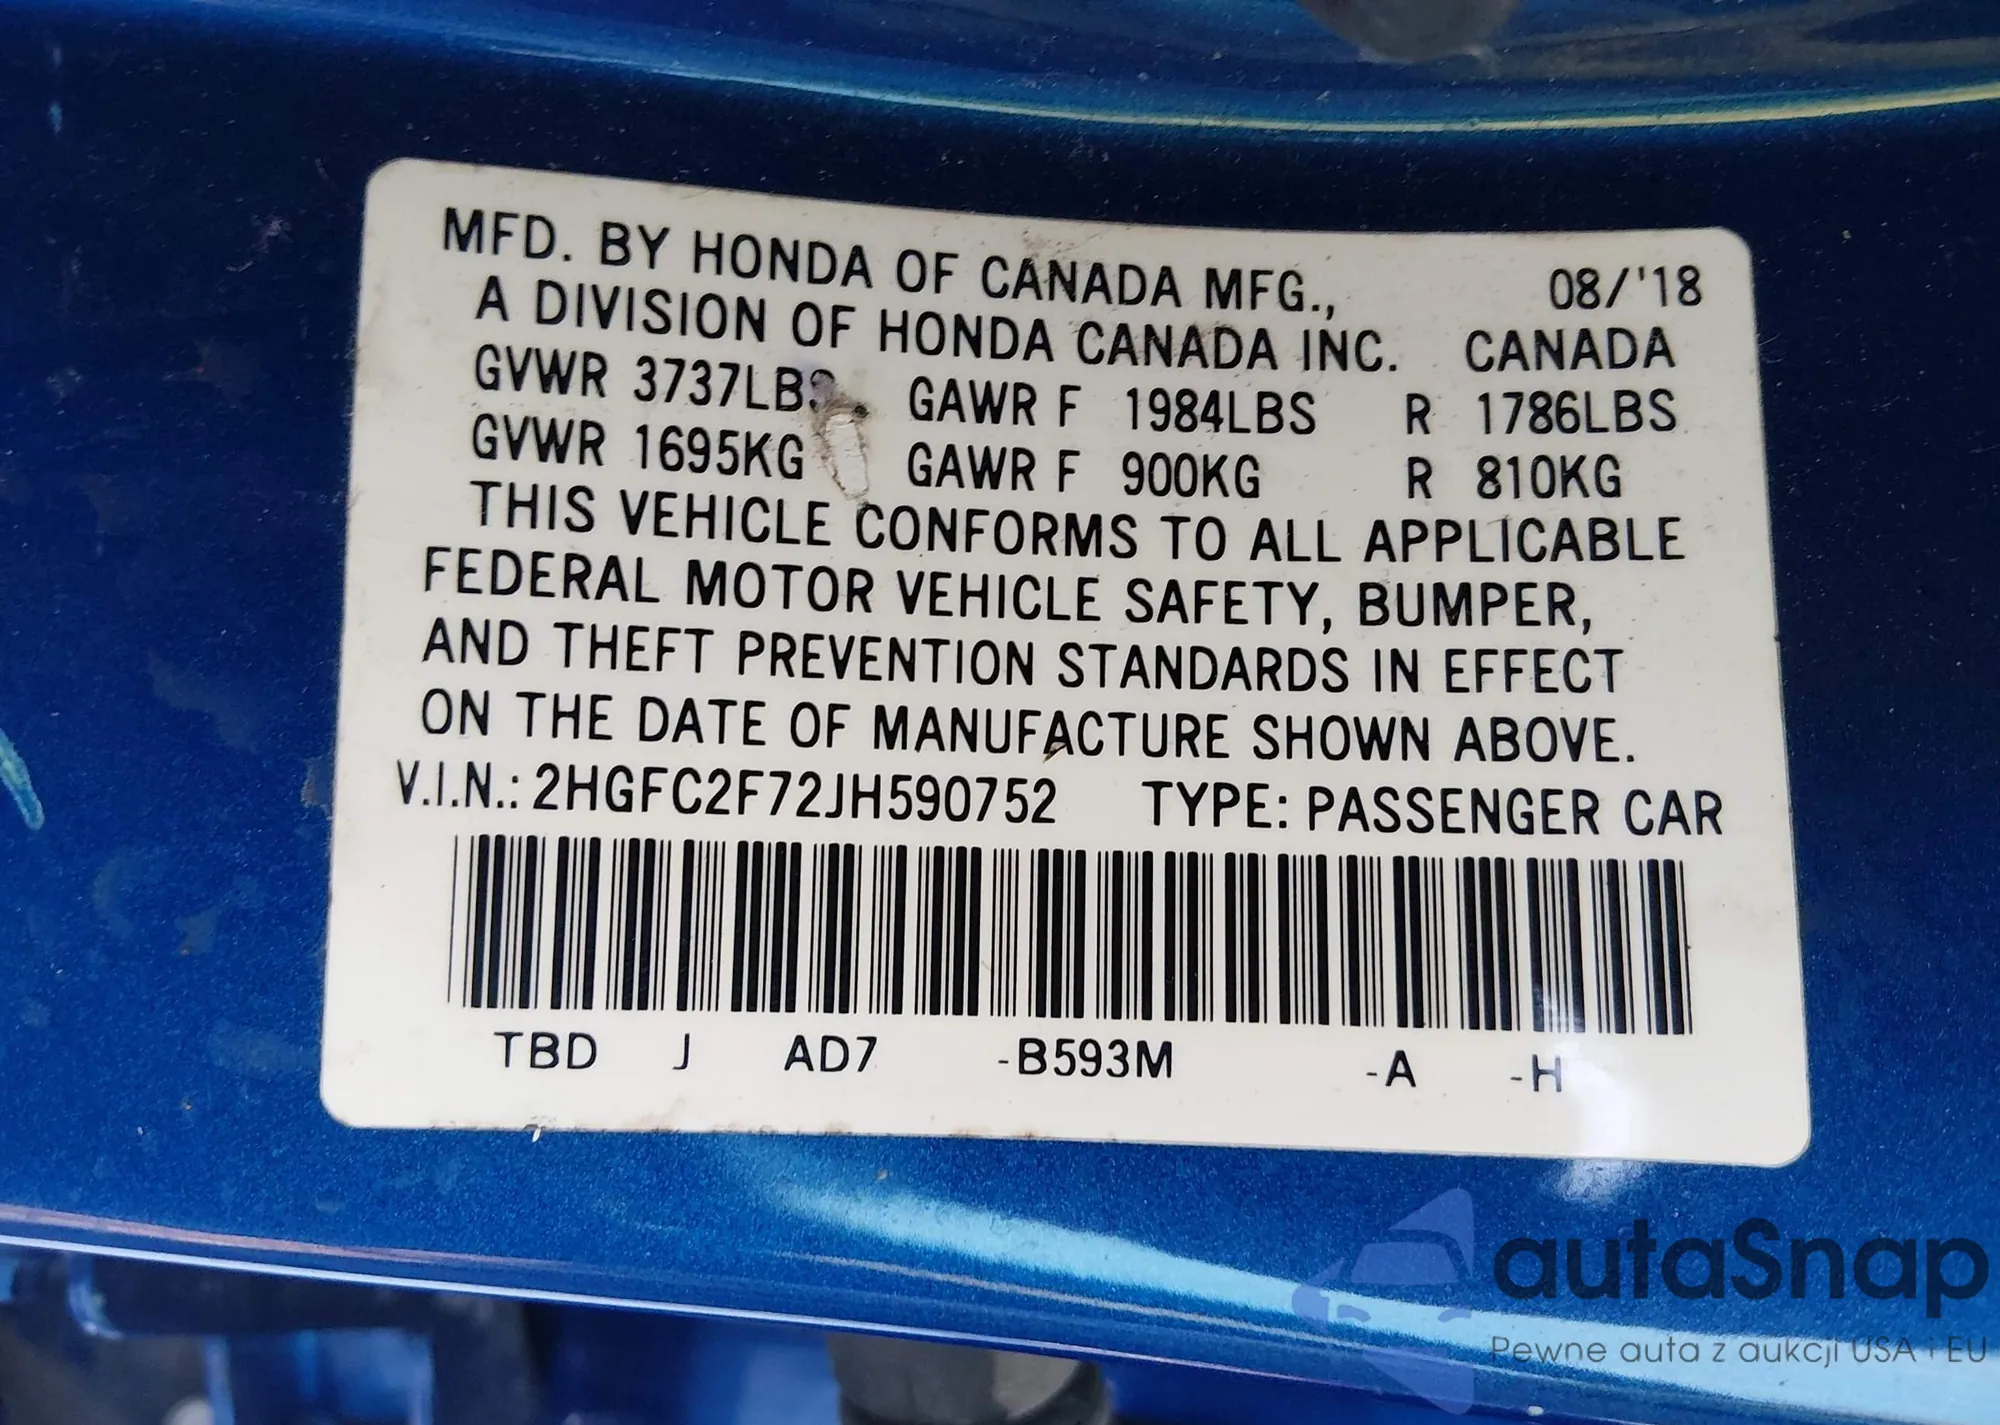 MFD. BY HONDA OF CANADA MFG., 08/'18
A DIVISION OF HONDA CANADA INC. CANADA
GVWR 3737LBS GAWR F 1984LBS R 1786LBS
GVWR 1695KG GAWR F 900KG R 810KG
THIS VEHICLE CONFORMS TO ALL APPLICABLE
FEDERAL MOTOR VEHICLE SAFETY, BUMPER,
AND THEFT PREVENTION STANDARDS IN EFFECT
ON THE DATE OF MANUFACTURE SHOWN ABOVE.
V.I.N.: 2HGFC2F72JH590752 TYPE: PASSENGER CAR
TBD J AD7 -B593M -A -H
autaSnap
Pewne auta z aukcji USA i EU